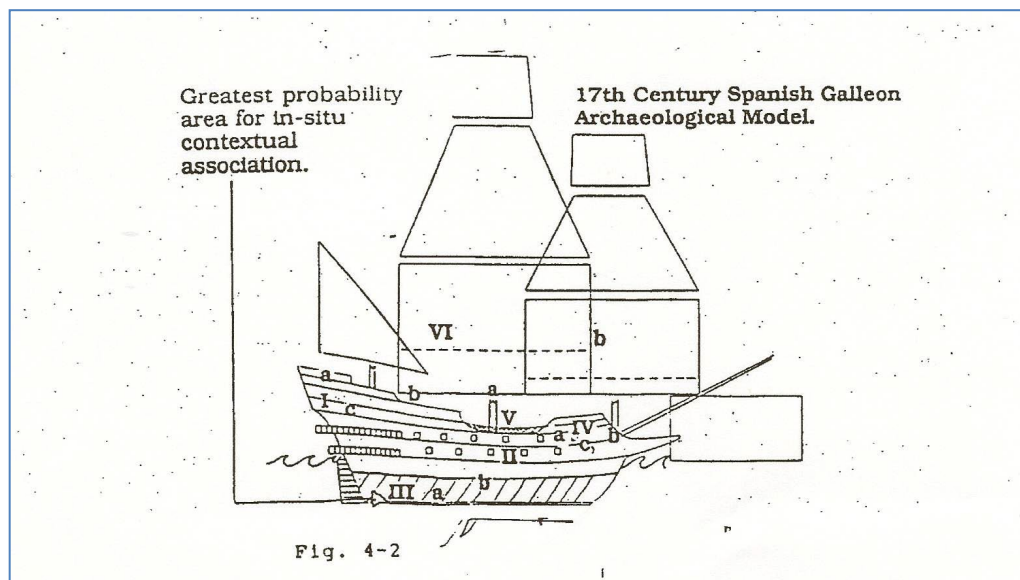 Greatest probability
area for in-situ
contextual
association.
17th Century Spanish Galleon
Archaeological Model.
VI
b
a
b
a
I
c
V
IV
a
b
c
II
b
III
a
Fig. 4-2